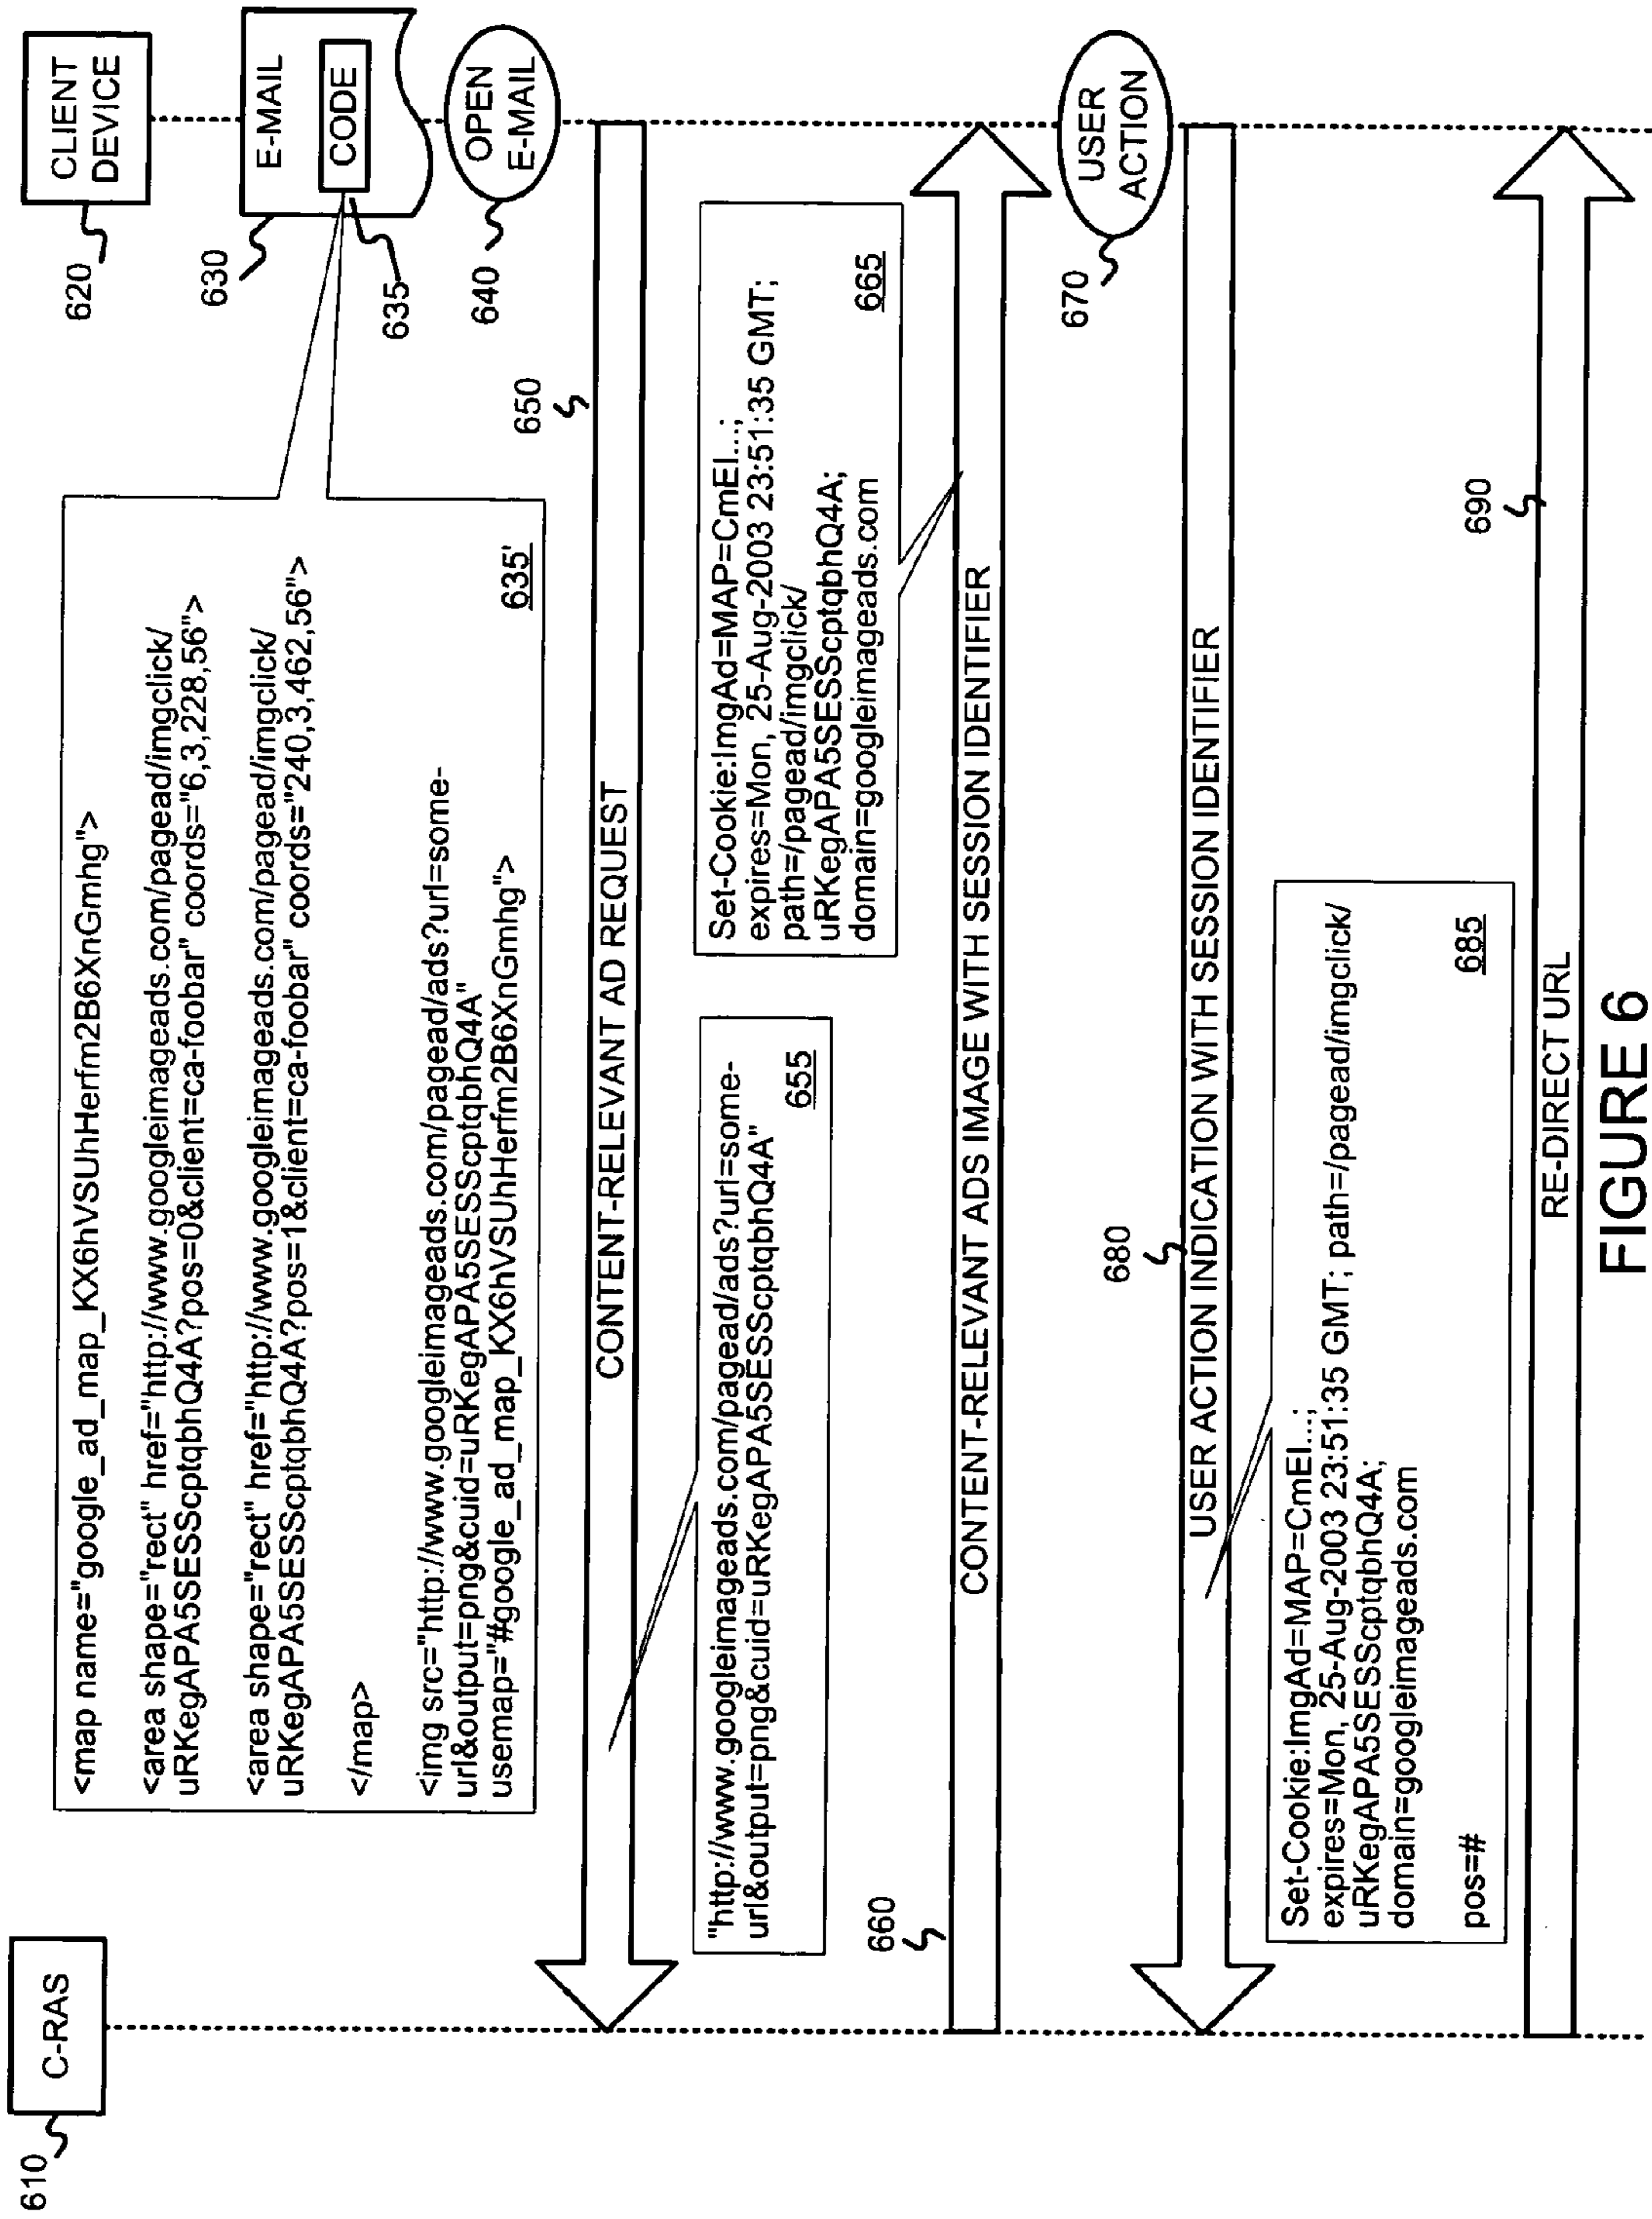 610
C-RAS
CLIENT
DEVICE
620
<map name="google_ad_map_KX6hVSUhHerfm2B6XnGmhg">
<area shape="rect" href="http://www.googleimageads.com/pagead/imgclick/
uRKegAPA5SESScptqbhQ4A?pos=0&client=ca-foobar" coords="6,3,228,56">
<area shape="rect" href="http://www.googleimageads.com/pagead/imgclick/
uRKegAPA5SESScptqbhQ4A?pos=1&client=ca-foobar" coords="240,3,462,56">
</map>
<img src="http://www.googleimageads.com/pagead/ads?url=some-
url&output=png&cuid=uRKegAPA5SESScptqbhQ4A"
usemap="#google_ad_map_KX6hVSUhHerfm2B6XnGmhg">
635'
630
E-MAIL
CODE
635
640
OPEN
E-MAIL
650
CONTENT-RELEVANT AD REQUEST
"http://www.googleimageads.com/pagead/ads?url=some-
url&output=png&cuid=uRKegAPA5SESScptqbhQ4A"
655
Set-Cookie:ImgAd=MAP=CmEI...;
expires=Mon, 25-Aug-2003 23:51:35 GMT;
path=/pagead/imgclick/
uRKegAPA5SESScptqbhQ4A;
domain=googleimageads.com
665
660
CONTENT-RELEVANT ADS IMAGE WITH SESSION IDENTIFIER
670
USER
ACTION
680
USER ACTION INDICATION WITH SESSION IDENTIFIER
Set-Cookie:ImgAd=MAP=CmEI...;
expires=Mon, 25-Aug-2003 23:51:35 GMT; path=/pagead/imgclick/
uRKegAPA5SESScptqbhQ4A;
domain=googleimageads.com
pos=#
685
690
RE-DIRECT URL
FIGURE 6